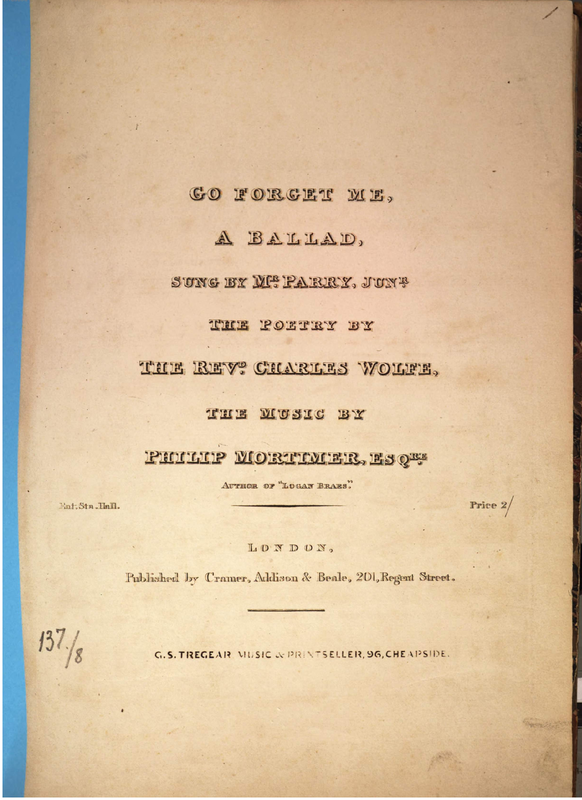 GO FORGET ME,
A BALLAD,
SUNG BY Mr. PARRY, JUNr.
THE POETRY BY
THE REVd. CHARLES WOLFE,
THE MUSIC BY
PHILIP MORTIMER, ESQRE.
AUTHOR OF "LOGAN BRAES."
Ent. Sta. Hall.
Price 2/
LONDON,
Published by Cramer, Addison & Beale, 201, Regent Street.
137./8
G. S. TREGEAR MUSIC & PRINTSELLER, 96, CHEAPSIDE.